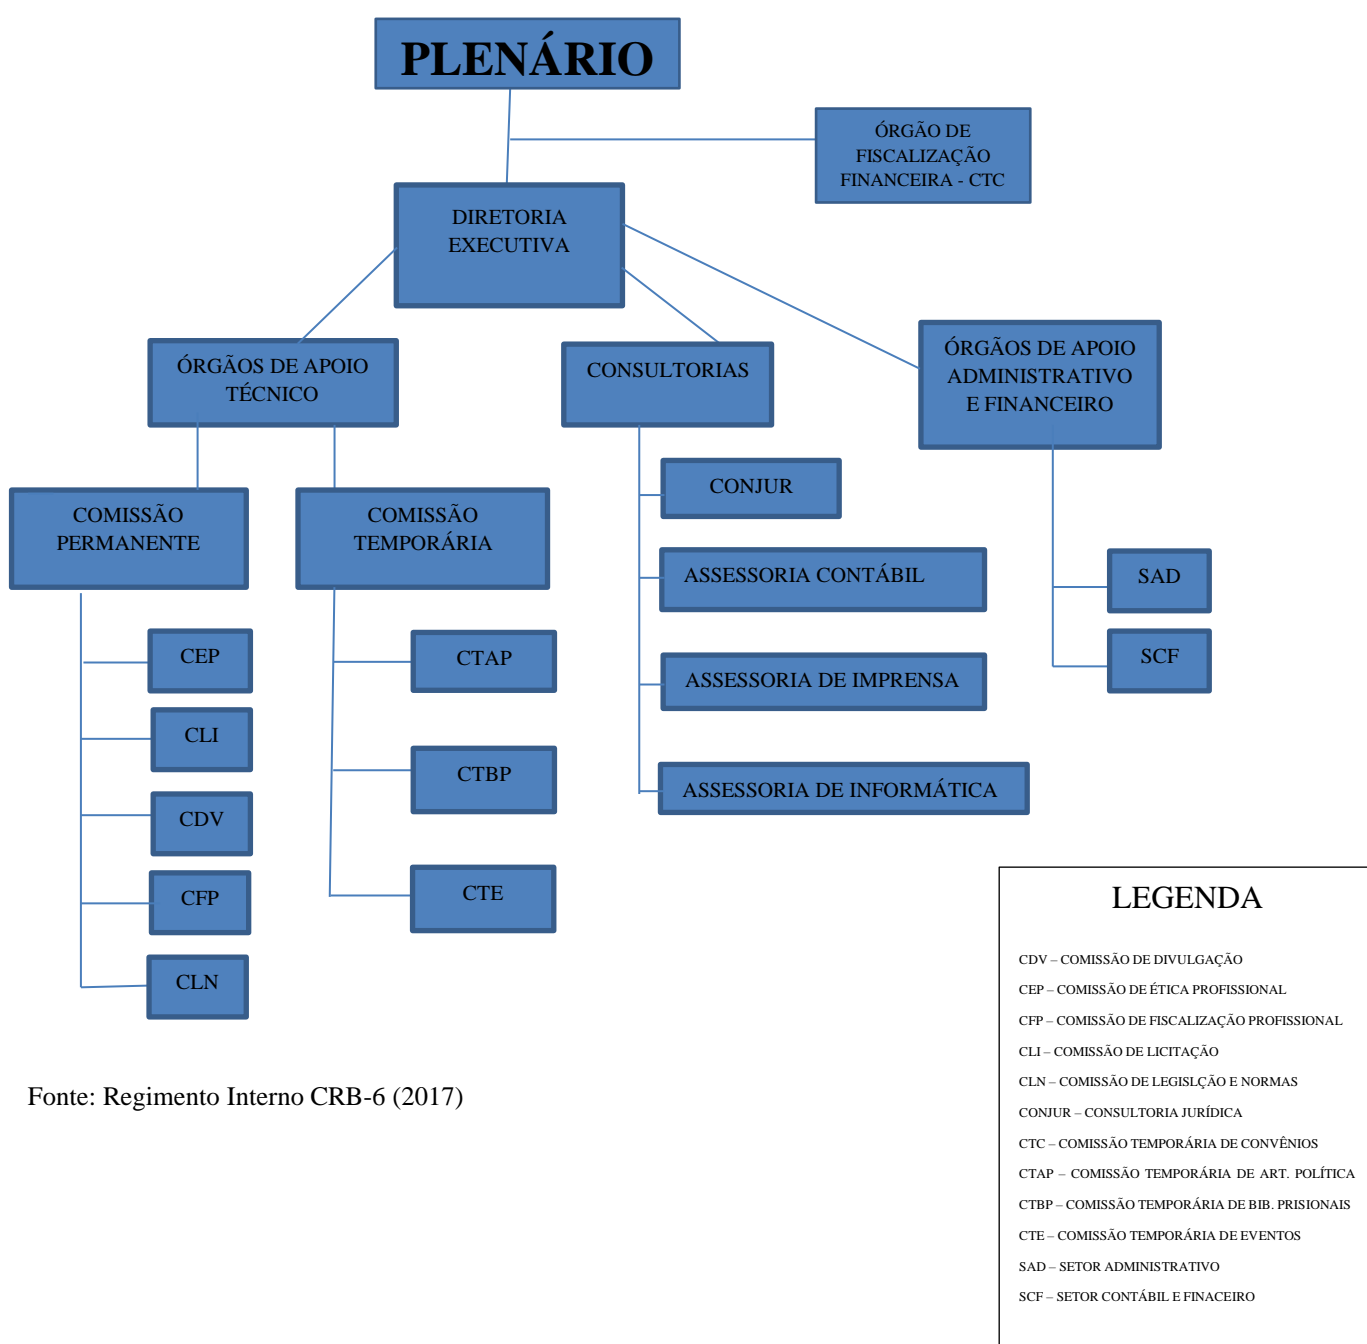 PLENÁRIO
ÓRGÃO DE
FISCALIZAÇÃO
FINANCEIRA - CTC
DIRETORIA
EXECUTIVA
ÓRGÃOS DE APOIO
TÉCNICO
CONSULTORIAS
ÓRGÃOS DE APOIO
ADMINISTRATIVO
E FINANCEIRO
COMISSÃO
PERMANENTE
CEP
CLI
CDV
CFP
CLN
COMISSÃO
TEMPORÁRIA
CTAP
CTBP
CTE
CONJUR
ASSESSORIA CONTÁBIL
ASSESSORIA DE IMPRENSA
ASSESSORIA DE INFORMÁTICA
SAD
SCF
LEGENDA
CDV – COMISSÃO DE DIVULGAÇÃO
CEP – COMISSÃO DE ÉTICA PROFISSIONAL
CFP – COMISSÃO DE FISCALIZAÇÃO PROFISSIONAL
CLI – COMISSÃO DE LICITAÇÃO
CLN – COMISSÃO DE LEGISLÇÃO E NORMAS
CONJUR – CONSULTORIA JURÍDICA
CTC – COMISSÃO TEMPORÁRIA DE CONVÊNIOS
CTAP – COMISSÃO TEMPORÁRIA DE ART. POLÍTICA
CTBP – COMISSÃO TEMPORÁRIA DE BIB. PRISIONAIS
CTE – COMISSÃO TEMPORÁRIA DE EVENTOS
SAD – SETOR ADMINISTRATIVO
SCF – SETOR CONTÁBIL E FINACEIRO
Fonte: Regimento Interno CRB-6 (2017)